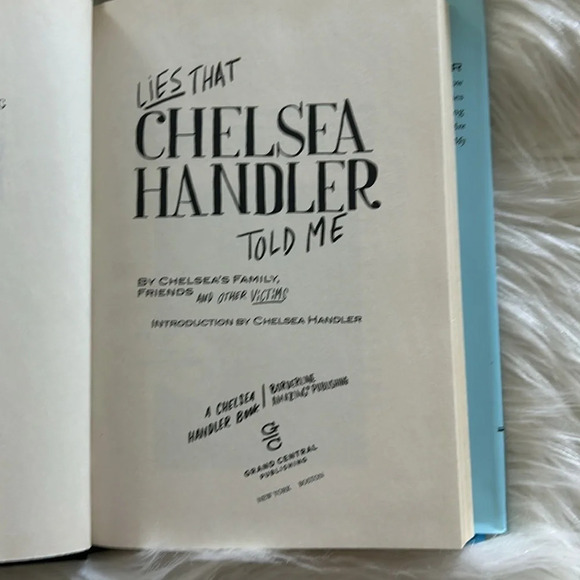 LIES THAT
CHELSEA
HANDLER
TOLD ME
BY CHELSEA'S FAMILY,
FRIENDS AND OTHER VICTIMS
INTRODUCTION BY CHELSEA HANDLER
A CHELSEA
HANDLER BOOK
BORDERLINE
AMAZING® PUBLISHING
GRAND CENTRAL
PUBLISHING
NEW YORK BOSTON